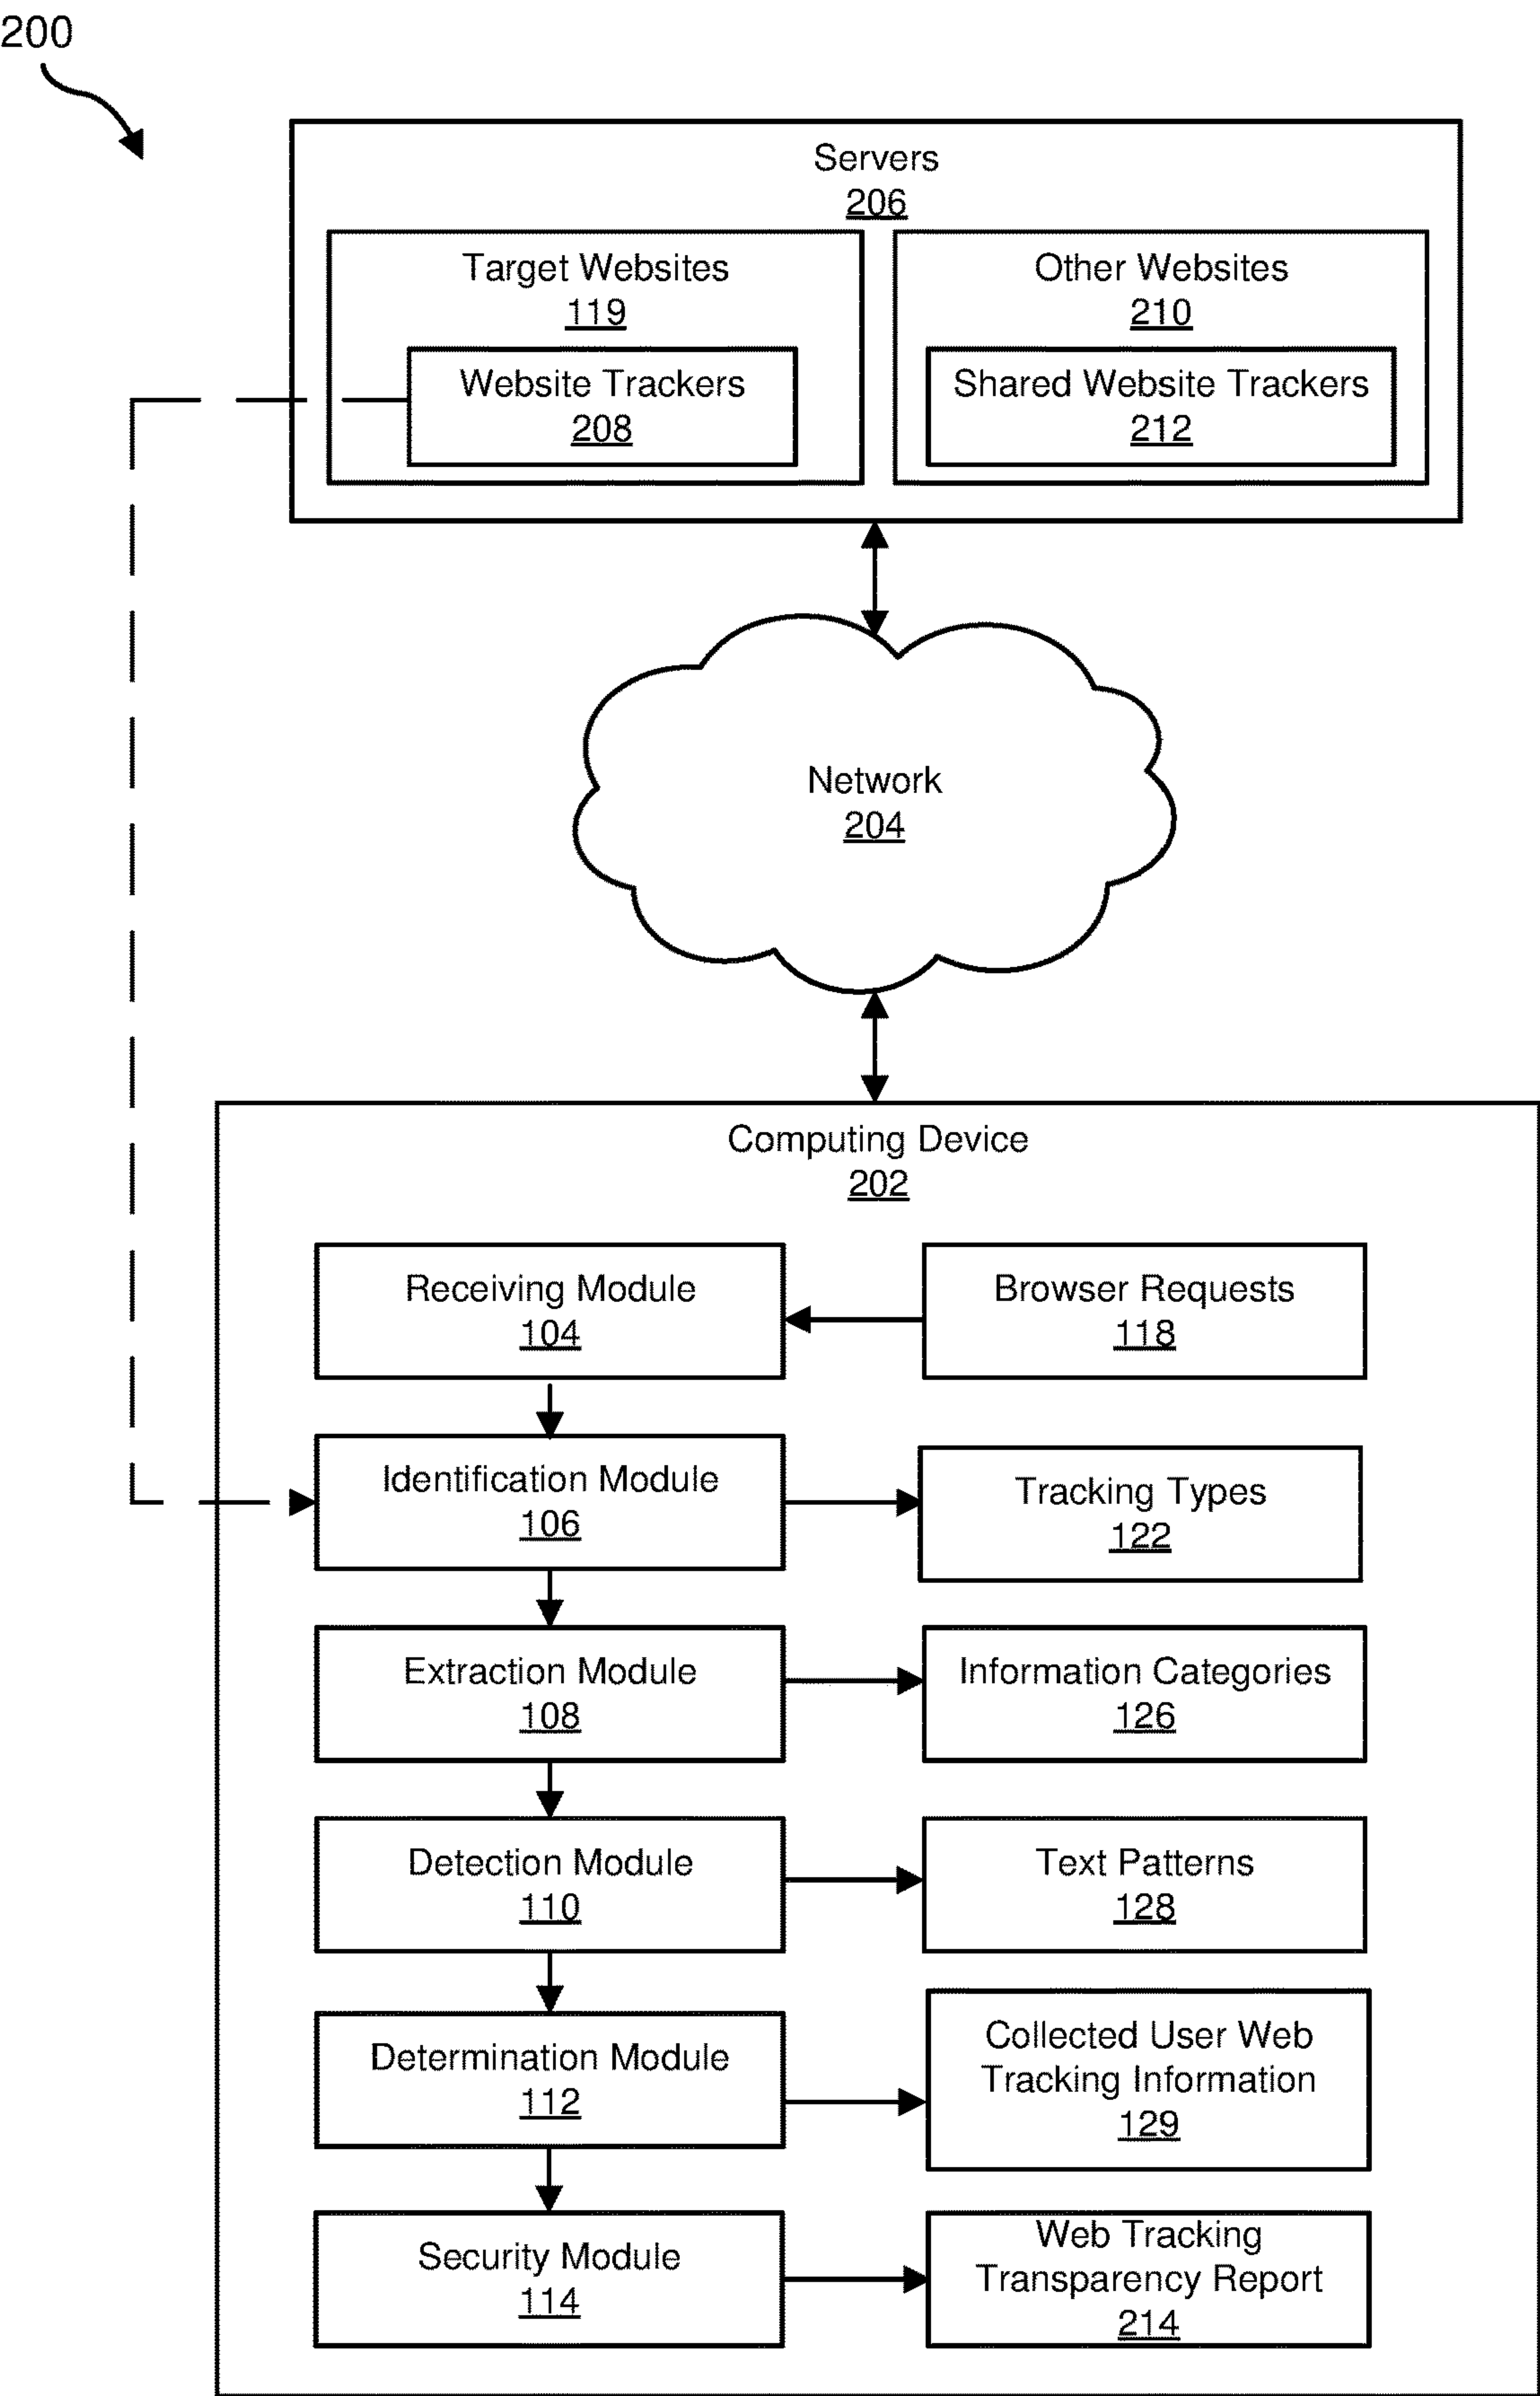 200
Servers
206
Target Websites
119
Website Trackers
208
Other Websites
210
Shared Website Trackers
212
Network
204
Computing Device
202
Receiving Module
104
Browser Requests
118
Identification Module
106
Tracking Types
122
Extraction Module
108
Information Categories
126
Detection Module
110
Text Patterns
128
Determination Module
112
Collected User Web
Tracking Information
129
Security Module
114
Web Tracking
Transparency Report
214